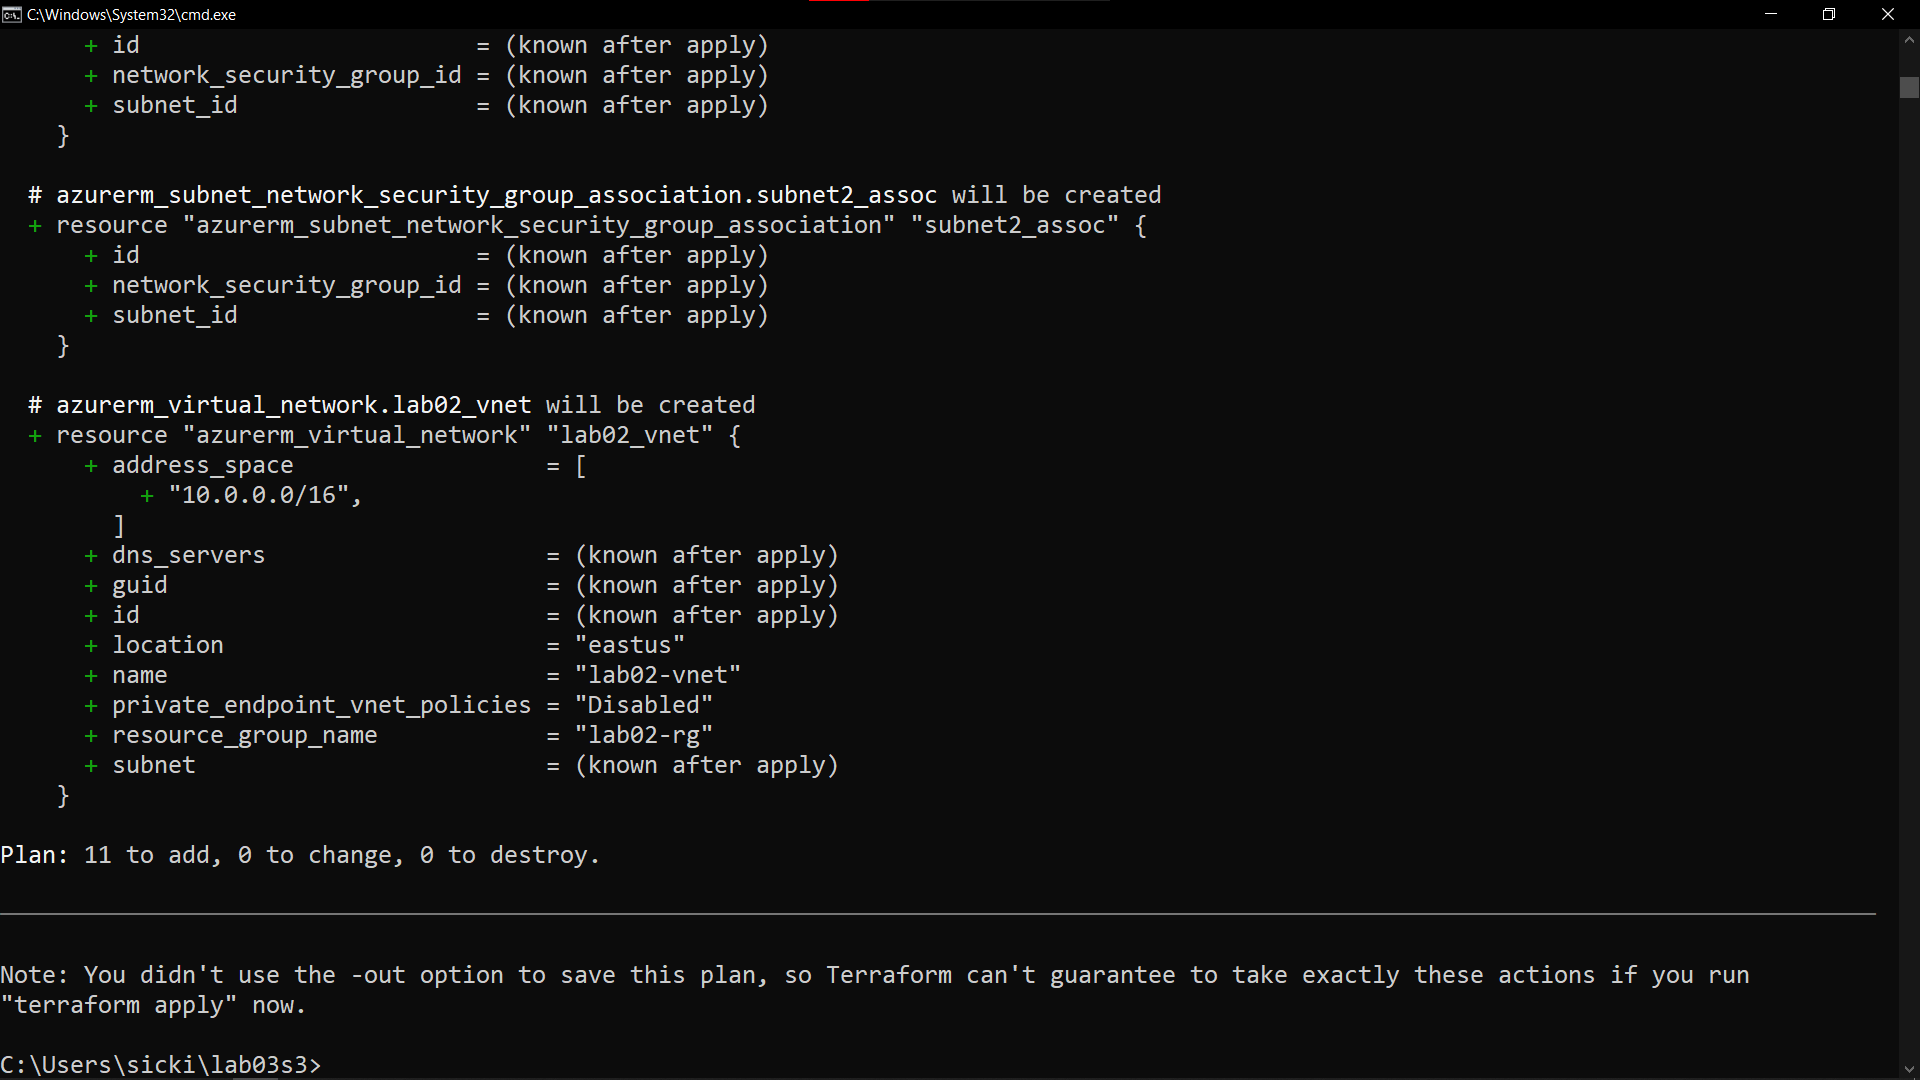 C:\Windows\System32\cmd.exe
+ id = (known after apply)
+ network_security_group_id = (known after apply)
+ subnet_id = (known after apply)
}
# azurerm_subnet_network_security_group_association.subnet2_assoc will be created
+ resource "azurerm_subnet_network_security_group_association" "subnet2_assoc" {
+ id = (known after apply)
+ network_security_group_id = (known after apply)
+ subnet_id = (known after apply)
}
# azurerm_virtual_network.lab02_vnet will be created
+ resource "azurerm_virtual_network" "lab02_vnet" {
+ address_space = [
+ "10.0.0.0/16",
]
+ dns_servers = (known after apply)
+ guid = (known after apply)
+ id = (known after apply)
+ location = "eastus"
+ name = "lab02-vnet"
+ private_endpoint_vnet_policies = "Disabled"
+ resource_group_name = "lab02-rg"
+ subnet = (known after apply)
}
Plan: 11 to add, 0 to change, 0 to destroy.
Note: You didn't use the -out option to save this plan, so Terraform can't guarantee to take exactly these actions if you run
"terraform apply" now.
C:\Users\sicki\lab03s3>